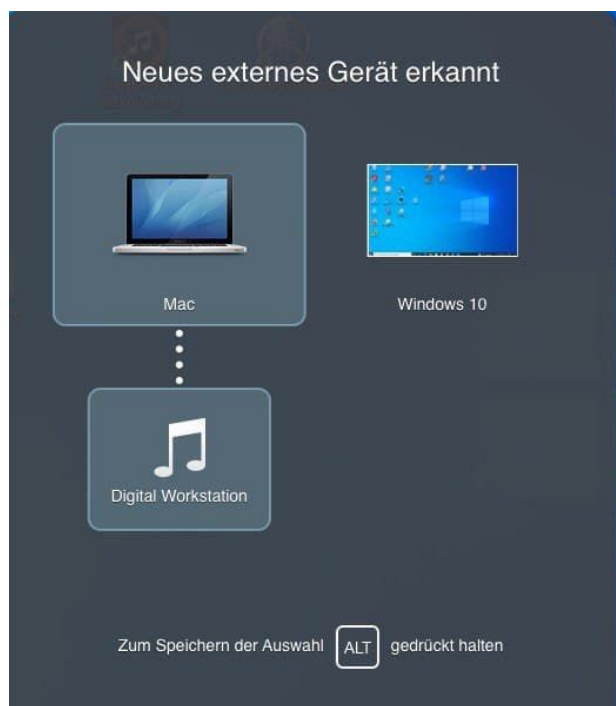 Neues externes Gerät erkannt
Mac
Windows 10
Digital Workstation
Zum Speichern der Auswahl ALT gedrückt halten